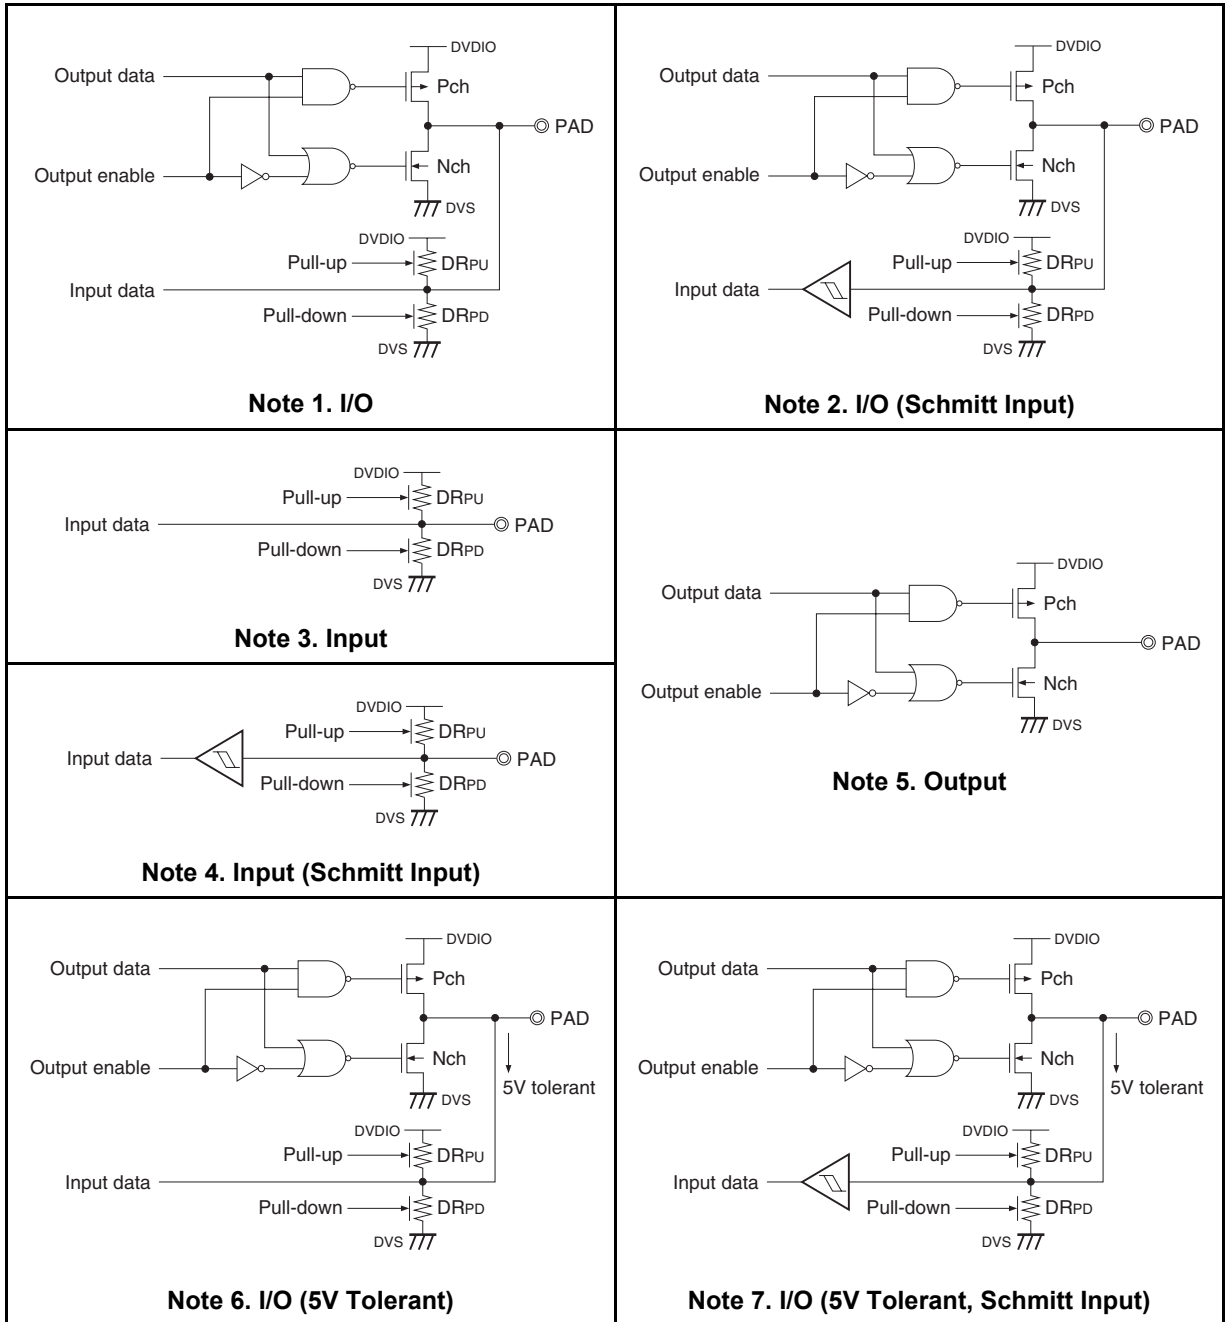 DVDIO
Output data
Pch
PAD
Output enable
Nch
DVS
DVDIO
Pull-up
DRPU
Input data
Pull-down
DRPD
DVS
Note 1. I/O
DVDIO
Output data
Pch
PAD
Output enable
Nch
DVS
DVDIO
Pull-up
DRPU
Input data
Pull-down
DRPD
DVS
Note 2. I/O (Schmitt Input)
DVDIO
Pull-up
DRPU
Input data
PAD
Pull-down
DRPD
DVS
Note 3. Input
DVDIO
Pull-up
DRPU
Input data
PAD
Pull-down
DRPD
DVS
Note 4. Input (Schmitt Input)
DVDIO
Output data
Pch
PAD
Output enable
Nch
DVS
Note 5. Output
DVDIO
Output data
Pch
PAD
Output enable
Nch
5V tolerant
DVS
DVDIO
Pull-up
DRPU
Input data
Pull-down
DRPD
DVS
Note 6. I/O (5V Tolerant)
DVDIO
Output data
Pch
PAD
Output enable
Nch
5V tolerant
DVS
DVDIO
Pull-up
DRPU
Input data
Pull-down
DRPD
DVS
Note 7. I/O (5V Tolerant, Schmitt Input)